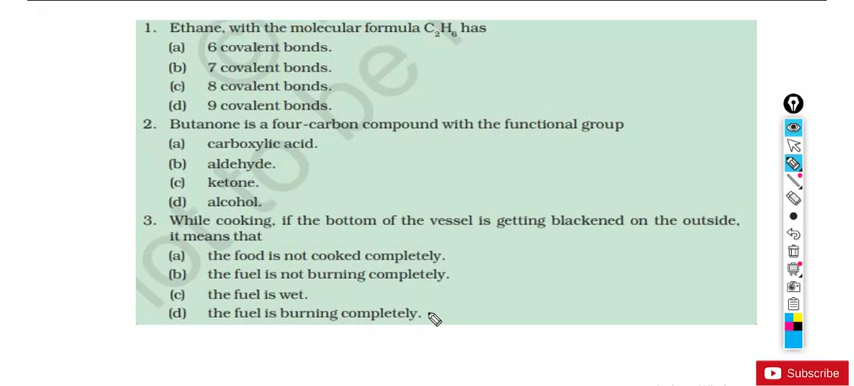 1. Ethane, with the molecular formula C₂H₆ has
(a) 6 covalent bonds.
(b) 7 covalent bonds.
(c) 8 covalent bonds.
(d) 9 covalent bonds.
2. Butanone is a four-carbon compound with the functional group
(a) carboxylic acid.
(b) aldehyde.
(c) ketone.
(d) alcohol.
3. While cooking, if the bottom of the vessel is getting blackened on the outside,
it means that
(a) the food is not cooked completely.
(b) the fuel is not burning completely.
(c) the fuel is wet.
(d) the fuel is burning completely.
Subscribe